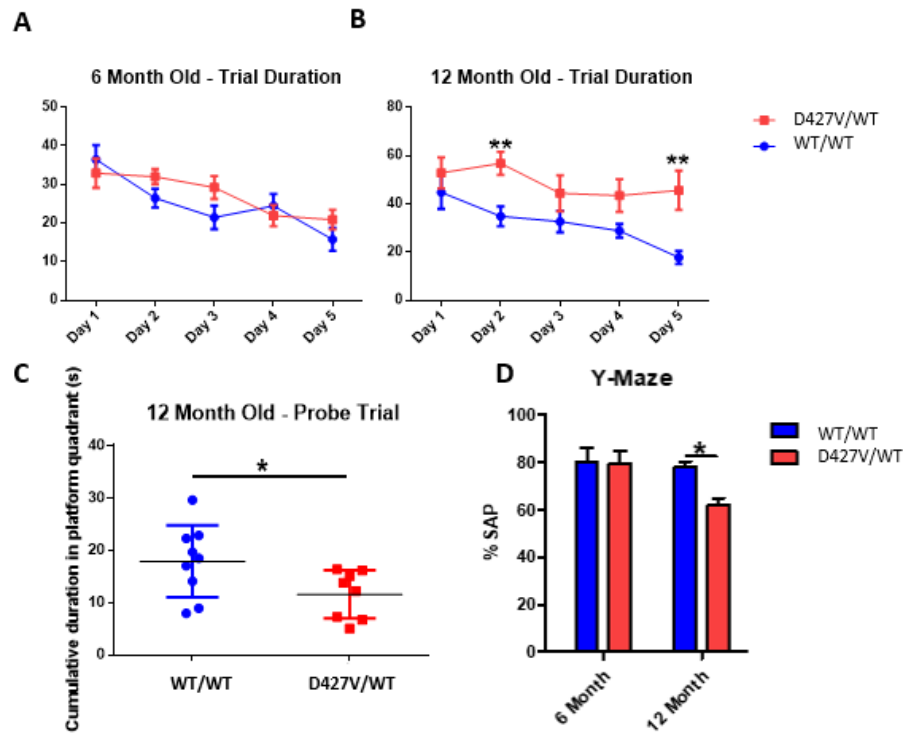 A
B
6 Month Old - Trial Duration
12 Month Old - Trial Duration
50
40
30
20
10
0
Day 1
Day 2
Day 3
Day 4
Day 5
80
60
40
20
0
**
**
Day 1
Day 2
Day 3
Day 4
Day 5
D427V/WT
WT/WT
C
12 Month Old - Probe Trial
Cumulative duration in platform quadrant (s)
40
30
20
10
0
*
WT/WT
D427V/WT
D
Y-Maze
% SAP
100
80
60
40
20
0
*
6 Month
12 Month
WT/WT
D427V/WT